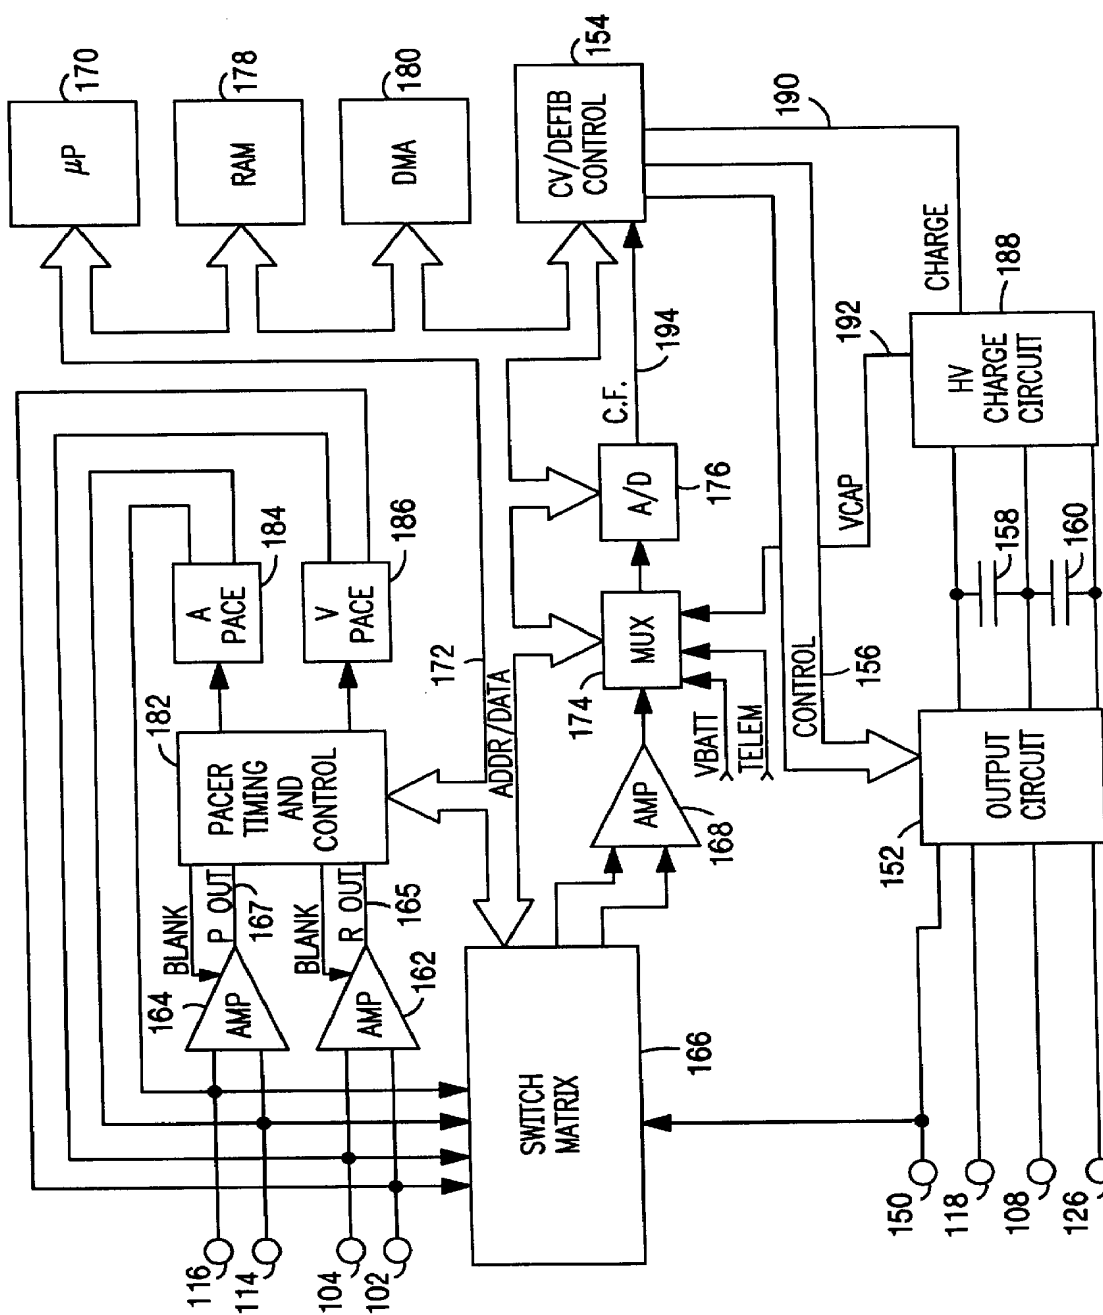 μP
170
RAM
178
DMA
180
CV/DEFIB
CONTROL
154
190
CHARGE
HV
CHARGE
CIRCUIT
188
192
VCAP
C.F.
194
A/D
176
MUX
174
VBATT
TELEM
CONTROL
156
158
160
A
PACE
184
V
PACE
186
172
ADDR/DATA
182
PACER
TIMING
AND
CONTROL
BLANK
P OUT
167
BLANK
R OUT
165
164
AMP
AMP
162
AMP
168
SWITCH
MATRIX
166
OUTPUT
CIRCUIT
152
116
114
104
102
150
118
108
126